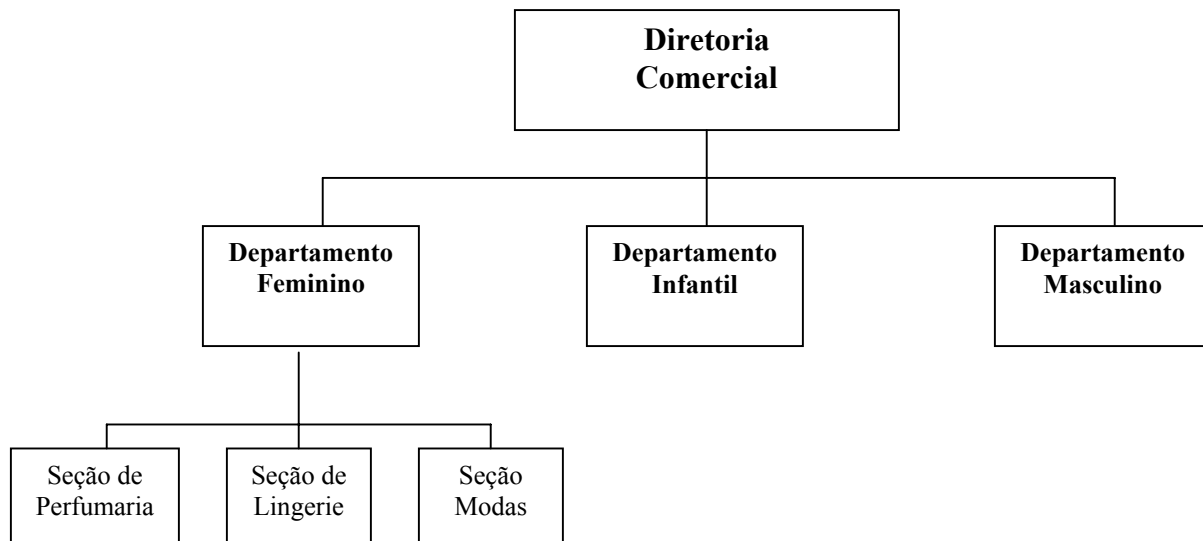 Diretoria
Comercial
Departamento
Feminino
Departamento
Infantil
Departamento
Masculino
Seção de
Perfumaria
Seção de
Lingerie
Seção
Modas